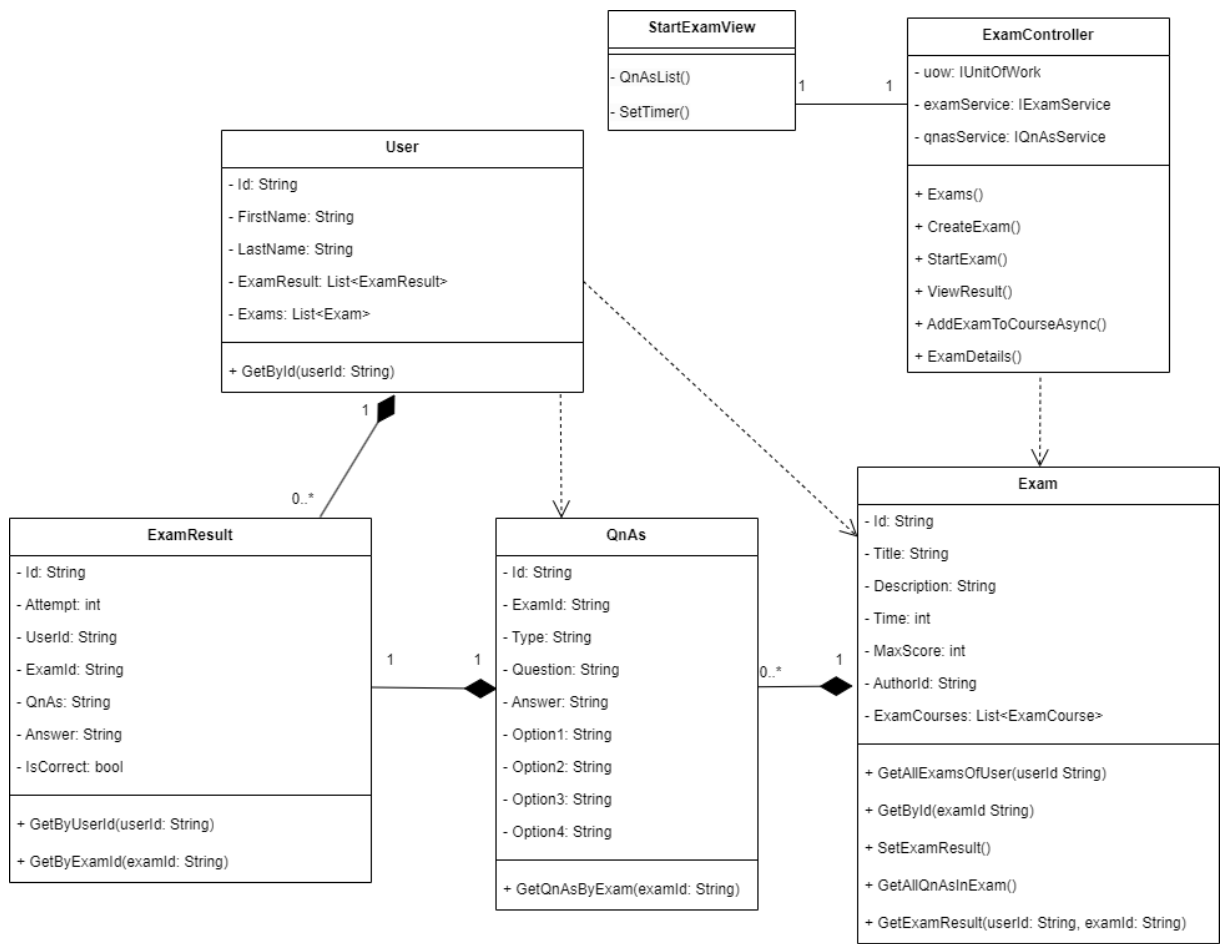 StartExamView
- QnAsList()
- SetTimer()
1
1
ExamController
- uow: IUnitOfWork
- examService: IExamService
- qnasService: IQnAsService
+ Exams()
+ CreateExam()
+ StartExam()
+ ViewResult()
+ AddExamToCourseAsync()
+ ExamDetails()
User
- Id: String
- FirstName: String
- LastName: String
- ExamResult: List<ExamResult>
- Exams: List<Exam>
+ GetById(userId: String)
1
0..*
ExamResult
- Id: String
- Attempt: int
- UserId: String
- ExamId: String
- QnAs: String
- Answer: String
- IsCorrect: bool
+ GetByUserId(userId: String)
+ GetByExamId(examId: String)
1
1
QnAs
- Id: String
- ExamId: String
- Type: String
- Question: String
- Answer: String
- Option1: String
- Option2: String
- Option3: String
- Option4: String
+ GetQnAsByExam(examId: String)
0..*
1
Exam
- Id: String
- Title: String
- Description: String
- Time: int
- MaxScore: int
- AuthorId: String
- ExamCourses: List<ExamCourse>
+ GetAllExamsOfUser(userId String)
+ GetById(examId String)
+ SetExamResult()
+ GetAllQnAsInExam()
+ GetExamResult(userId: String, examId: String)